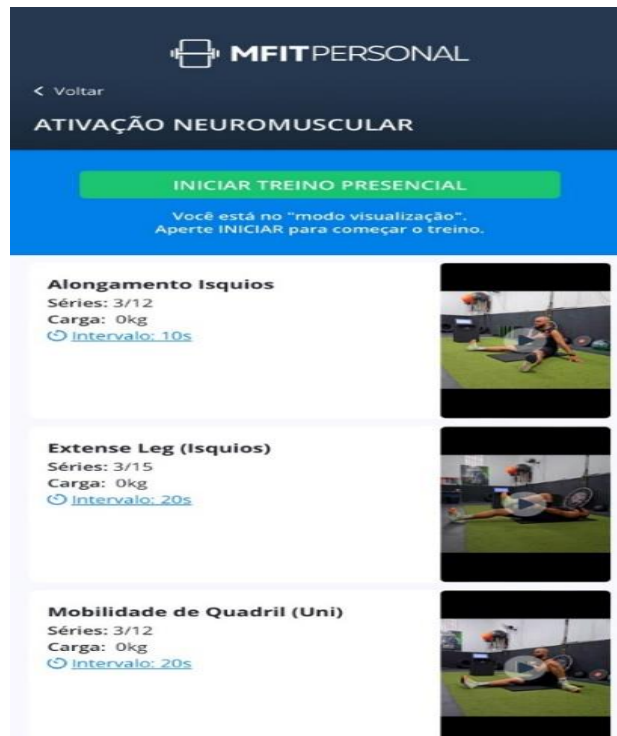 MFITPERSONAL
Voltar
ATIVAÇÃO NEUROMUSCULAR
INICIAR TREINO PRESENCIAL
Você está no "modo visualização".
Aperte INICIAR para começar o treino.
Alongamento Isquios
Séries: 3/12
Carga: 0kg
Intervalo: 10s
Extense Leg (Isquios)
Séries: 3/15
Carga: 0kg
Intervalo: 20s
Mobilidade de Quadril (Uni)
Séries: 3/12
Carga: 0kg
Intervalo: 20s